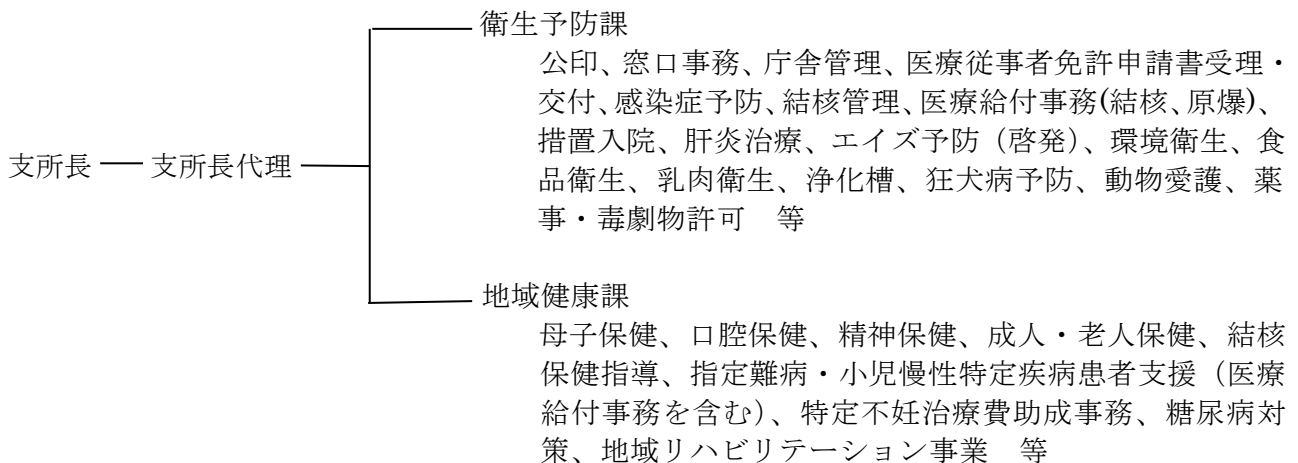 衛生予防課
公印、窓口事務、庁舎管理、医療従事者免許申請書受理・
交付、感染症予防、結核管理、医療給付事務(結核、原爆)、
措置入院、肝炎治療、エイズ予防（啓発）、環境衛生、食
品衛生、乳肉衛生、浄化槽、狂犬病予防、動物愛護、薬
事・毒劇物許可　等
支所長 支所長代理
地域健康課
母子保健、口腔保健、精神保健、成人・老人保健、結核
保健指導、指定難病・小児慢性特定疾病患者支援（医療
給付事務を含む）、特定不妊治療費助成事務、糖尿病対
策、地域リハビリテーション事業　等